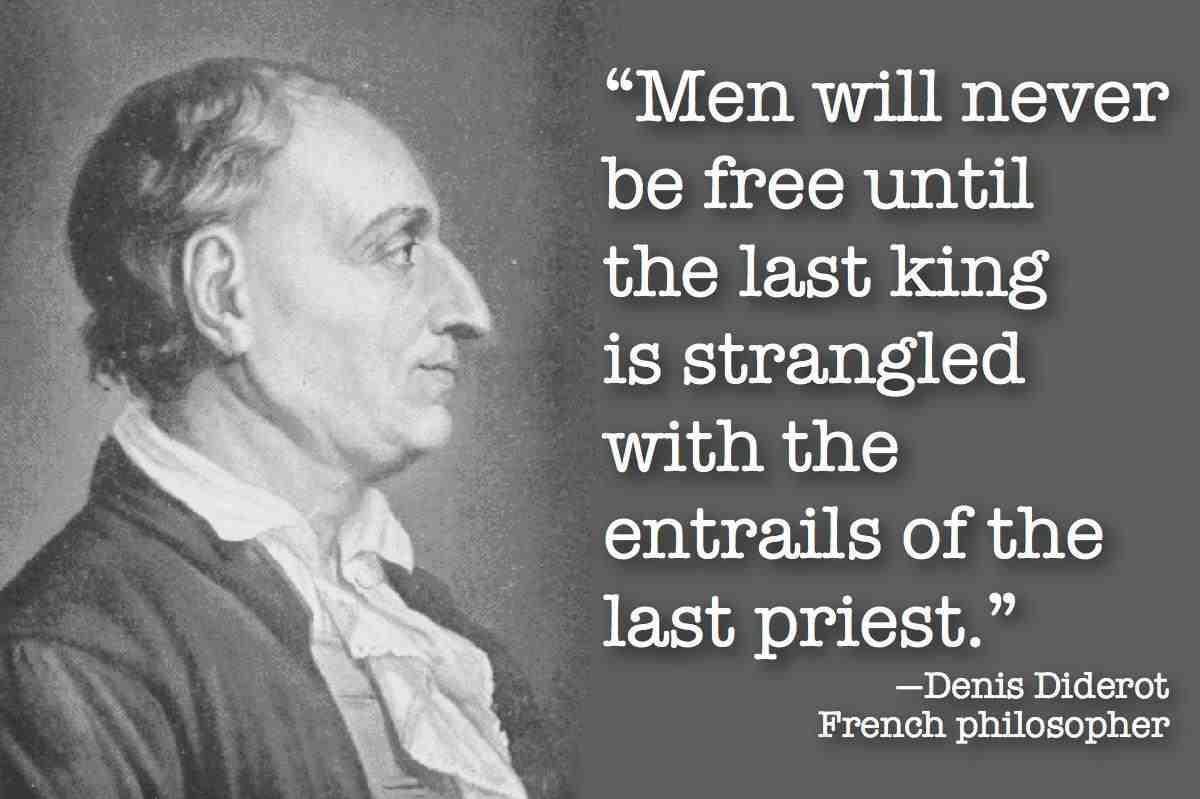 “Men will never
be free until
the last king
is strangled
with the
entrails of the
last priest.”
—Denis Diderot
French philosopher